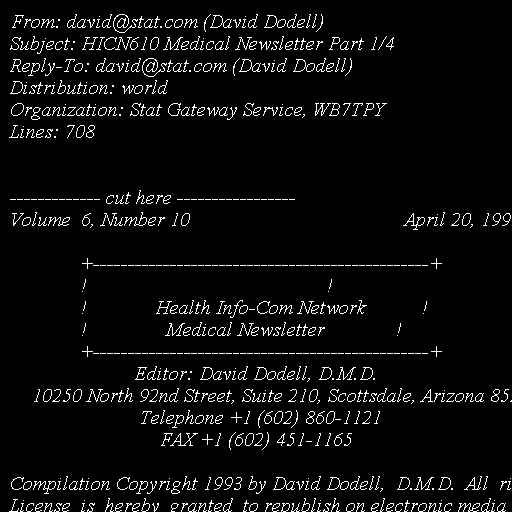 From: david@stat.com (David Dodell)
Subject: HICN610 Medical Newsletter Part 1/4
Reply-To: david@stat.com (David Dodell)
Distribution: world
Organization: Stat Gateway Service, WB7TPY
Lines: 708
------------- cut here -----------------
Volume  6, Number 10                                           April 20, 199
+------------------------------------------------+
!                                                !
!              Health Info-Com Network           !
!                Medical Newsletter              !
+------------------------------------------------+
Editor: David Dodell, D.M.D.
10250 North 92nd Street, Suite 210, Scottsdale, Arizona 85
Telephone +1 (602) 860-1121
FAX +1 (602) 451-1165
Compilation Copyright 1993 by David Dodell,  D.M.D.  All  ri
License  is  hereby  granted  to republish on electronic media